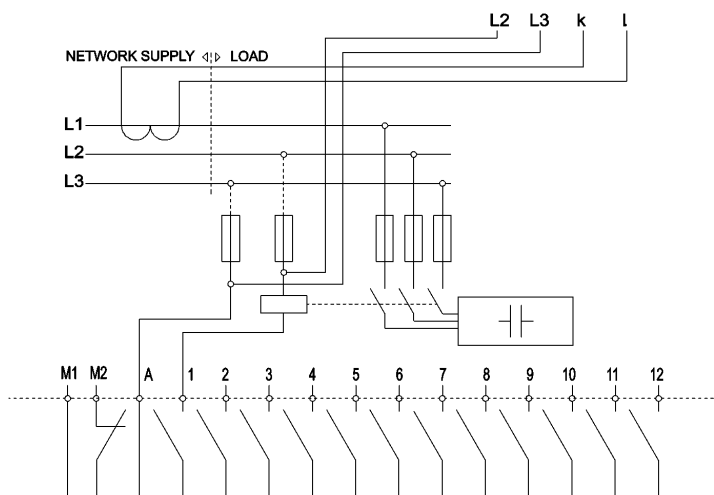 L2 L3 k l
NETWORK SUPPLY LOAD
L1
L2
L3
M1 M2 A 1 2 3 4 5 6 7 8 9 10 11 12